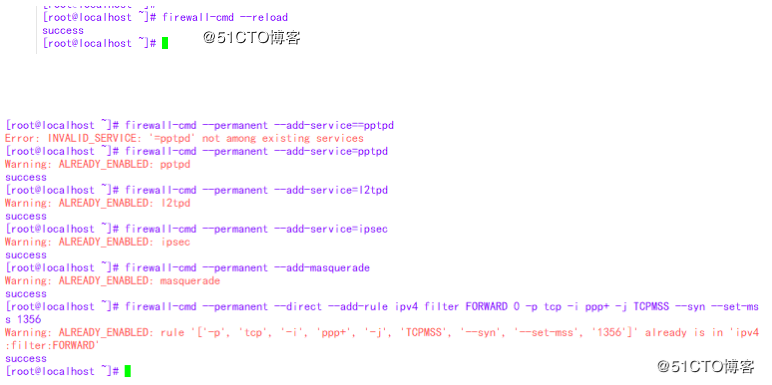 [root@localhost ~]# firewall-cmd --reload
success
[root@localhost ~]#
@51CTO博客
[root@localhost ~]# firewall-cmd --permanent --add-service==pptpd
Error: INVALID_SERVICE: '=pptpd' not among existing services
[root@localhost ~]# firewall-cmd --permanent --add-service=pptpd
Warning: ALREADY_ENABLED: pptpd
success
[root@localhost ~]# firewall-cmd --permanent --add-service=l2tpd
Warning: ALREADY_ENABLED: l2tpd
success
[root@localhost ~]# firewall-cmd --permanent --add-service=ipsec
Warning: ALREADY_ENABLED: ipsec
success
[root@localhost ~]# firewall-cmd --permanent --add-masquerade
Warning: ALREADY_ENABLED: masquerade
success
[root@localhost ~]# firewall-cmd --permanent --direct --add-rule ipv4 filter FORWARD 0 -p tcp -i ppp+ -j TCPMSS --syn --set-ms
s 1356
Warning: ALREADY_ENABLED: rule '['-p', 'tcp', '-i', 'ppp+', '-j', 'TCPMSS', '--syn', '--set-mss', '1356']' already is in 'ipv4
:filter:FORWARD'
success
[root@localhost ~]#
@51CTO博客